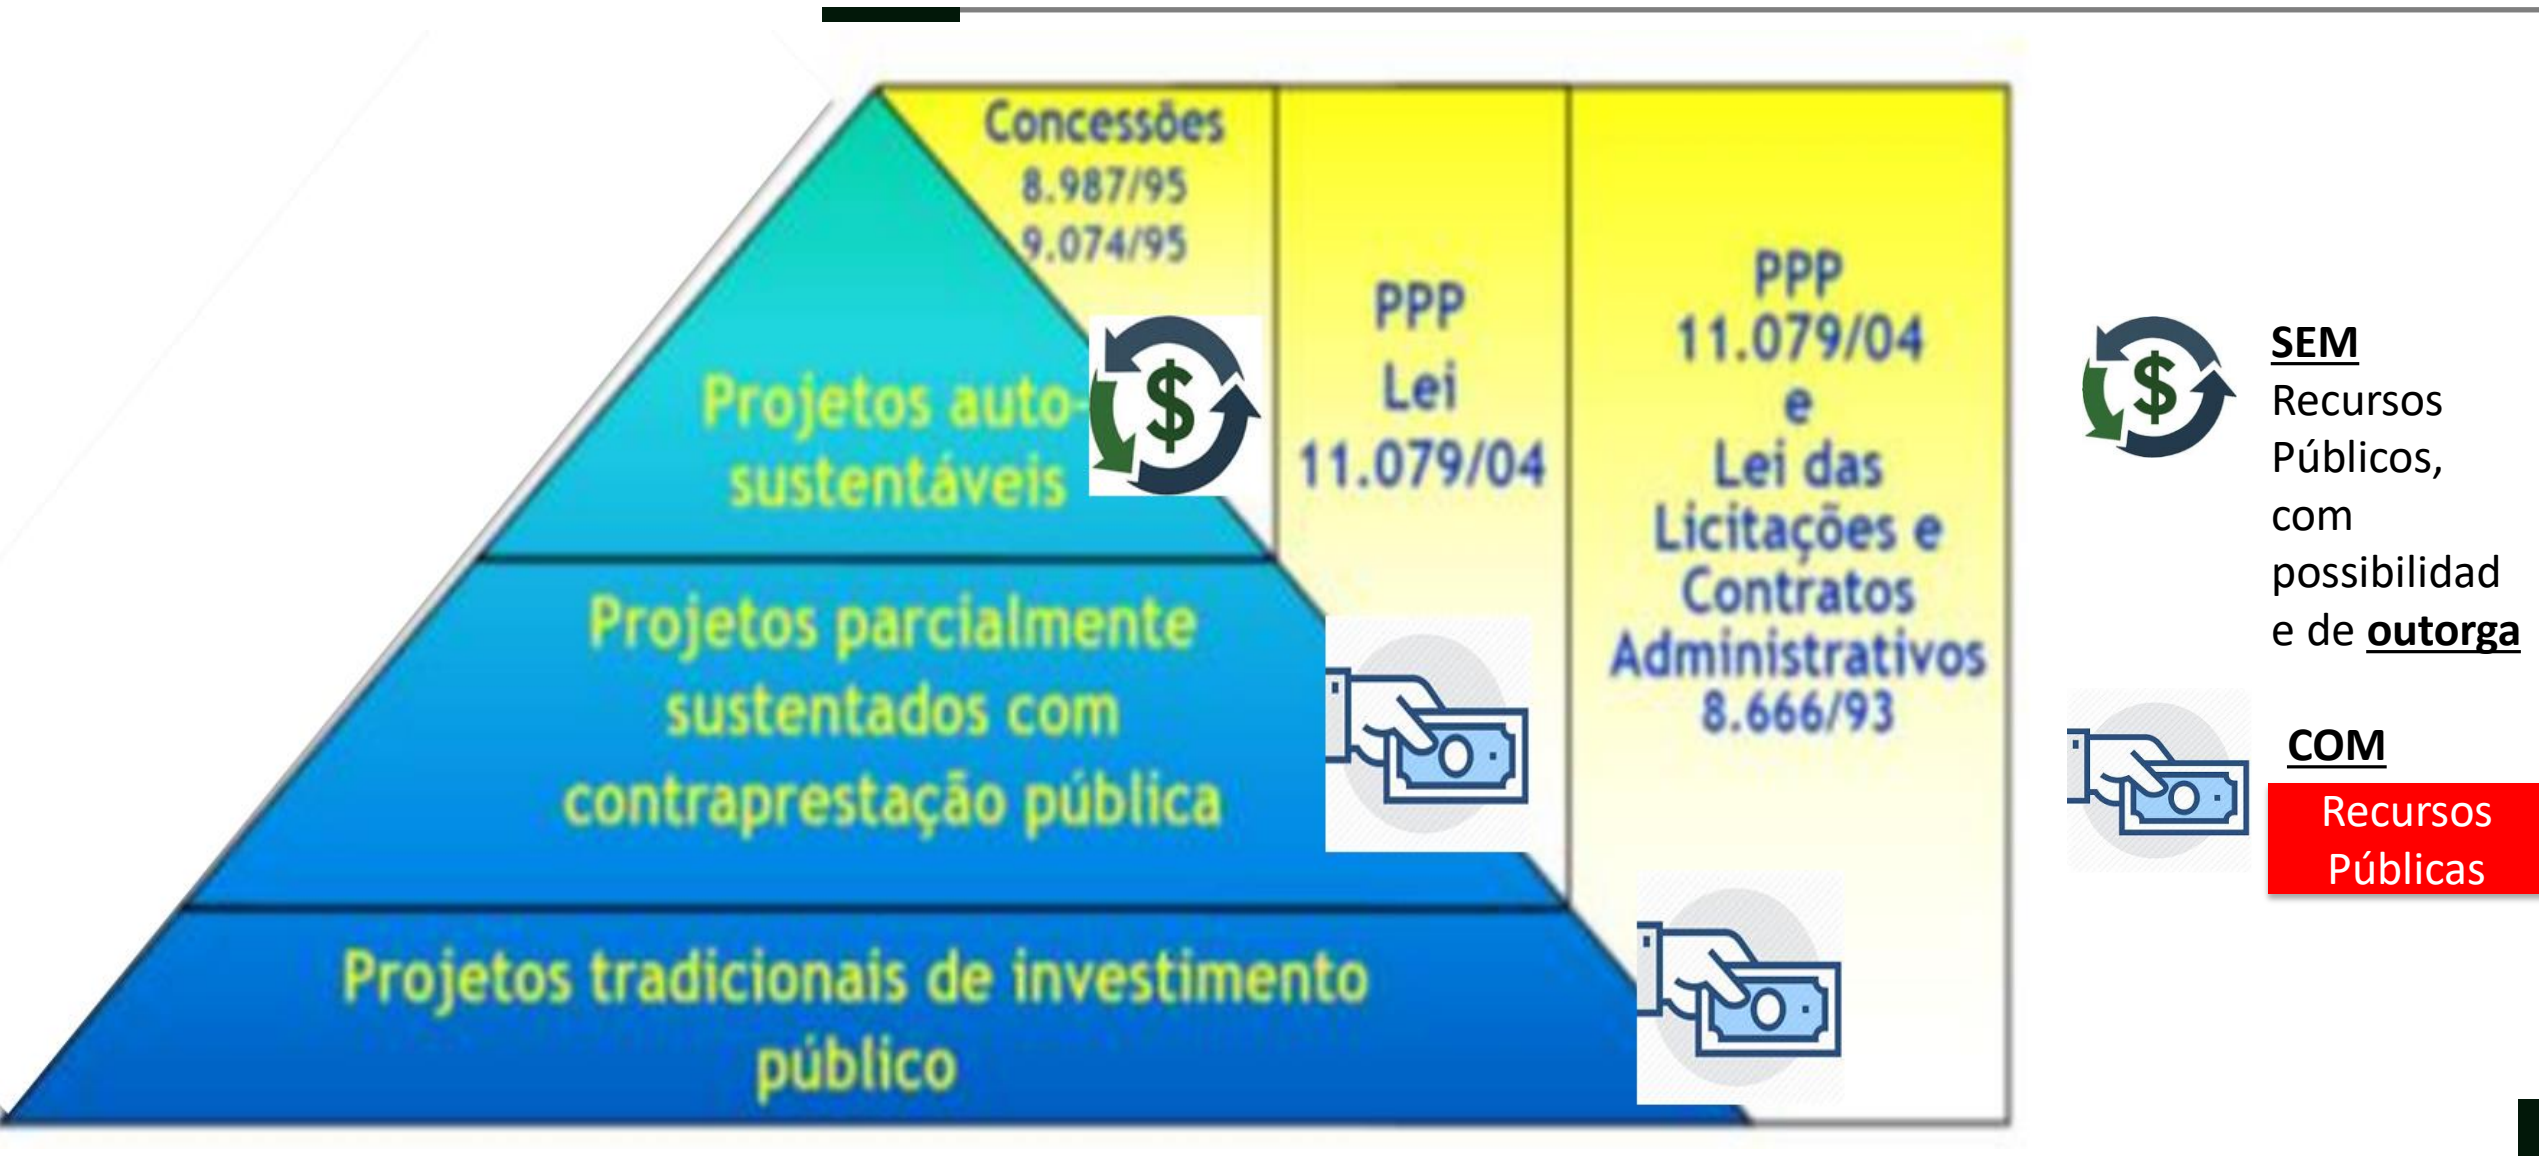 Concessões
8.987/95
9.074/95
PPP
Lei
11.079/04
PPP
11.079/04
e
Lei das
Licitações e
Contratos
Administrativos
8.666/93
Projetos auto-
sustentáveis
Projetos parcialmente
sustentados com
contraprestação pública
Projetos tradicionais de investimento
público
SEM
Recursos
Públicos,
com
possibilidad
e de outorga
COM
Recursos
Públicas